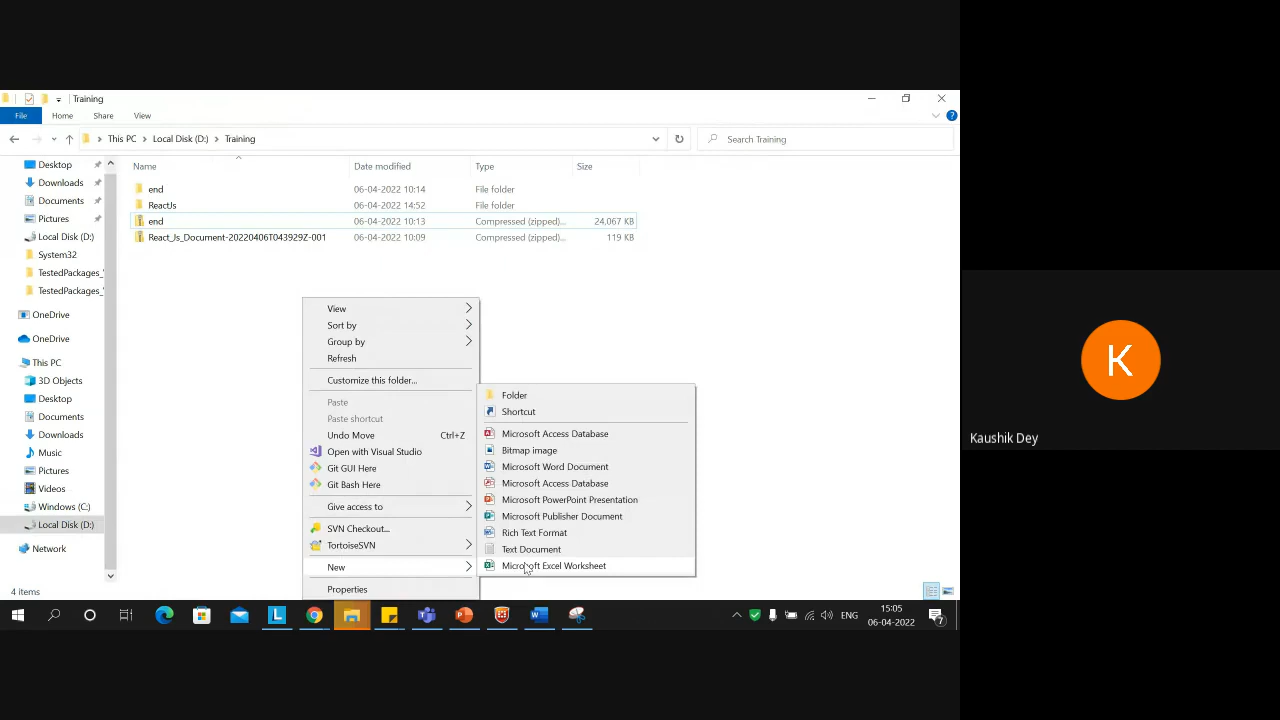 Training
File Home Share View
This PC Local Disk (D:) Training
Search Training
Name Date modified Type Size
end 06-04-2022 10:14 File folder
ReactJs 06-04-2022 14:52 File folder
end 06-04-2022 10:13 Compressed (zipped)... 24,067 KB
React_Js_Document-20220406T043929Z-001 06-04-2022 10:09 Compressed (zipped)... 119 KB
Desktop
Downloads
Documents
Pictures
Local Disk (D:)
System32
TestedPackages_
TestedPackages_
OneDrive
OneDrive
This PC
3D Objects
Desktop
Documents
Downloads
Music
Pictures
Videos
Windows (C:)
Local Disk (D:)
Network
View
Sort by
Group by
Refresh
Customize this folder...
Paste
Paste shortcut
Undo Move Ctrl+Z
Open with Visual Studio
Git GUI Here
Git Bash Here
Give access to
SVN Checkout...
TortoiseSVN
New
Properties
Folder
Shortcut
Microsoft Access Database
Bitmap image
Microsoft Word Document
Microsoft Access Database
Microsoft PowerPoint Presentation
Microsoft Publisher Document
Rich Text Format
Text Document
Microsoft Excel Worksheet
4 items
ENG
15:05
06-04-2022
7
K
Kaushik Dey